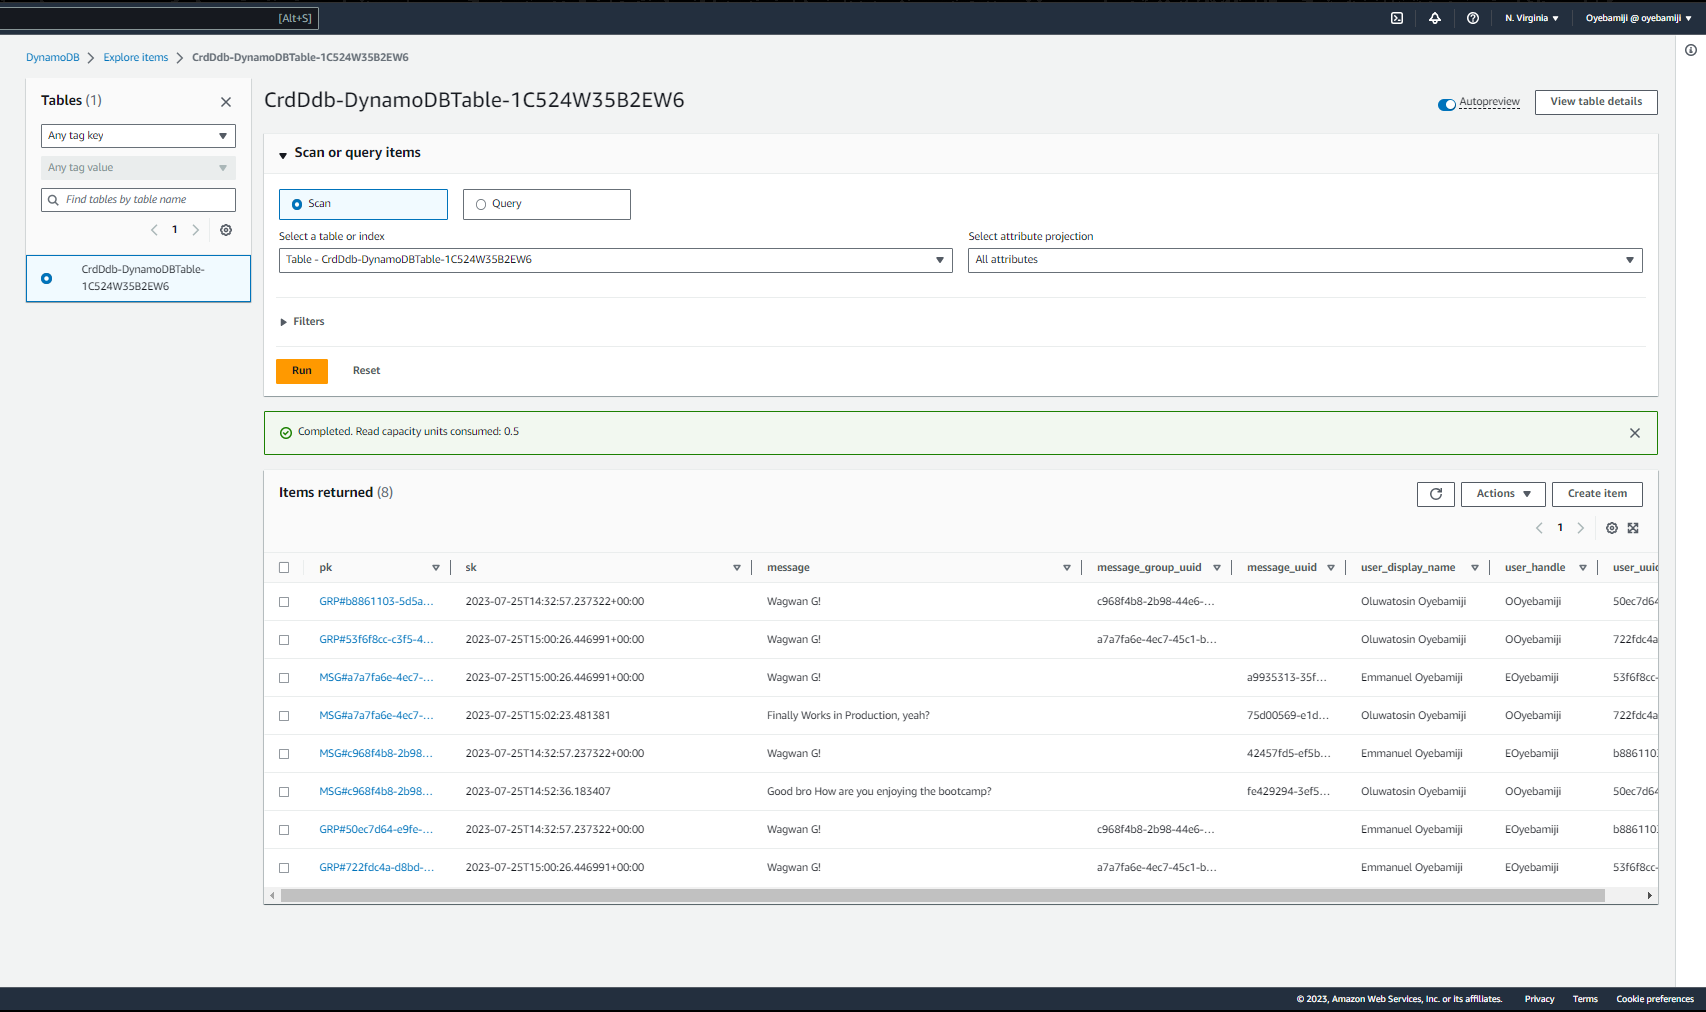 [Alt+S]
N. Virginia
Oyebamiji @ oyebamiji
DynamoDB
Explore items
CrdDdb-DynamoDBTable-1C524W35B2EW6
Tables (1)
Any tag key
Any tag value
Find tables by table name
1
CrdDdb-DynamoDBTable-
1C524W35B2EW6
CrdDdb-DynamoDBTable-1C524W35B2EW6
Autopreview
View table details
Scan or query items
Scan
Query
Select a table or index
Table - CrdDdb-DynamoDBTable-1C524W35B2EW6
Select attribute projection
All attributes
Filters
Run
Reset
Completed. Read capacity units consumed: 0.5
Items returned (8)
Actions
Create item
1
pk sk message message_group_uuid message_uuid user_display_name user_handle user_uuid
GRP#b8861103-5d5a... 2023-07-25T14:32:57.237322+00:00 Wagwan G! c968f4b8-2b98-44e6-... Oluwatosin Oyebamiji OOyebamiji 50ec7d64
GRP#53f6f8cc-c3f5-4... 2023-07-25T15:00:26.446991+00:00 Wagwan G! a7a7fa6e-4ec7-45c1-b... Oluwatosin Oyebamiji OOyebamiji 722fdc4a
MSG#a7a7fa6e-4ec7-... 2023-07-25T15:00:26.446991+00:00 Wagwan G! a9935313-35f... Emmanuel Oyebamiji EOyebamiji 53f6f8cc-
MSG#a7a7fa6e-4ec7-... 2023-07-25T15:02:23.481381 Finally Works in Production, yeah? 75d00569-e1d... Oluwatosin Oyebamiji OOyebamiji 722fdc4a
MSG#c968f4b8-2b98... 2023-07-25T14:32:57.237322+00:00 Wagwan G! 42457fd5-ef5b... Emmanuel Oyebamiji EOyebamiji b886110
MSG#c968f4b8-2b98... 2023-07-25T14:52:36.183407 Good bro How are you enjoying the bootcamp? fe429294-3ef5... Oluwatosin Oyebamiji OOyebamiji 50ec7d64
GRP#50ec7d64-e9fe-... 2023-07-25T14:32:57.237322+00:00 Wagwan G! c968f4b8-2b98-44e6-... Emmanuel Oyebamiji EOyebamiji b886110
GRP#722fdc4a-d8bd-... 2023-07-25T15:00:26.446991+00:00 Wagwan G! a7a7fa6e-4ec7-45c1-b... Emmanuel Oyebamiji EOyebamiji 53f6f8cc-
© 2023, Amazon Web Services, Inc. or its affiliates. Privacy Terms Cookie preferences